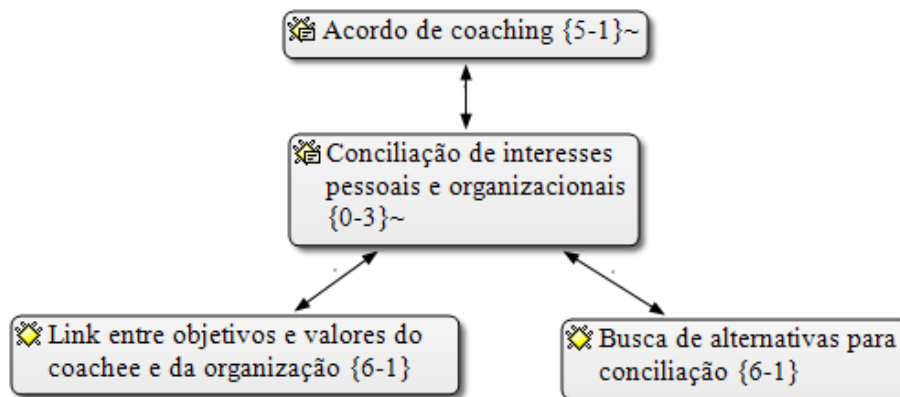 Acordo de coaching {5-1}~
Conciliação de interesses
pessoais e organizacionais
{0-3}~
Link entre objetivos e valores do
coachee e da organização {6-1}
Busca de alternativas para
conciliação {6-1}